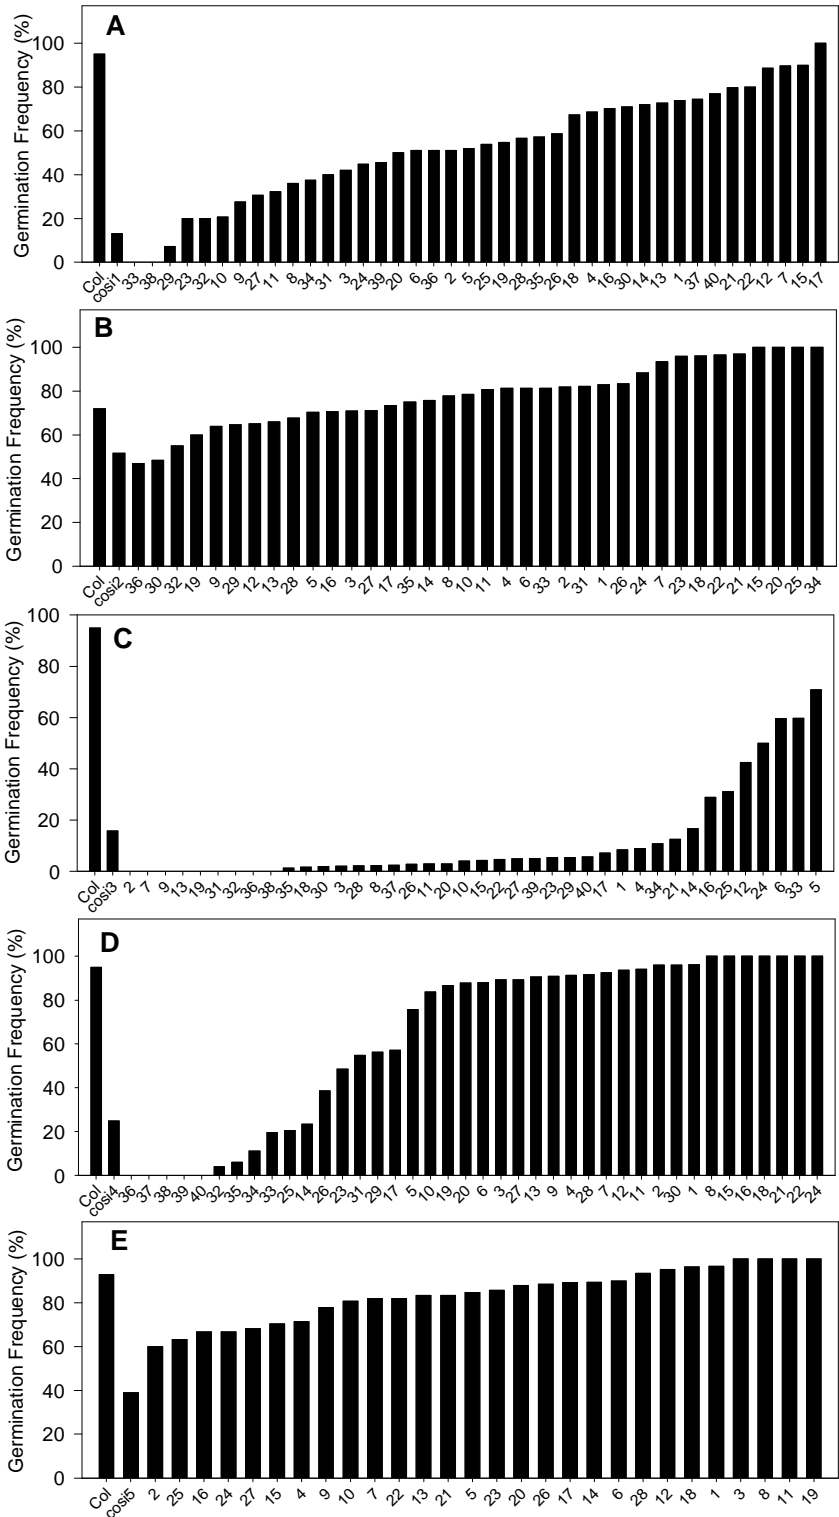 A
Germination Frequency (%)
100
80
60
40
20
0
Col cosi1 33 38 29 23 32 10 9 27 11 8 34 31 3 24 39 20 6 36 2 5 25 19 28 35 26 18 4 16 30 14 13 1 37 40 21 22 12 7 15 17
B
Germination Frequency (%)
100
80
60
40
20
0
Col cosi2 36 30 32 19 9 29 12 13 28 5 16 3 27 17 35 14 8 10 11 4 6 33 2 31 1 26 24 7 23 18 22 21 15 20 25 34
C
Germination Frequency (%)
100
80
60
40
20
0
Col cosi3 2 7 9 13 19 31 32 36 38 35 18 30 3 28 8 37 26 11 20 10 15 22 27 39 23 29 40 17 1 4 34 21 14 16 25 12 24 6 33 5
D
Germination Frequency (%)
100
80
60
40
20
0
Col cosi4 36 37 38 39 40 32 35 34 33 25 14 26 23 31 29 17 5 10 19 20 6 3 27 13 9 4 28 7 12 11 2 30 1 8 15 16 18 21 22 24
E
Germination Frequency (%)
100
80
60
40
20
0
Col cosi5 2 25 16 24 27 15 4 9 10 7 22 13 21 5 23 20 26 17 14 6 28 12 18 1 3 8 11 19